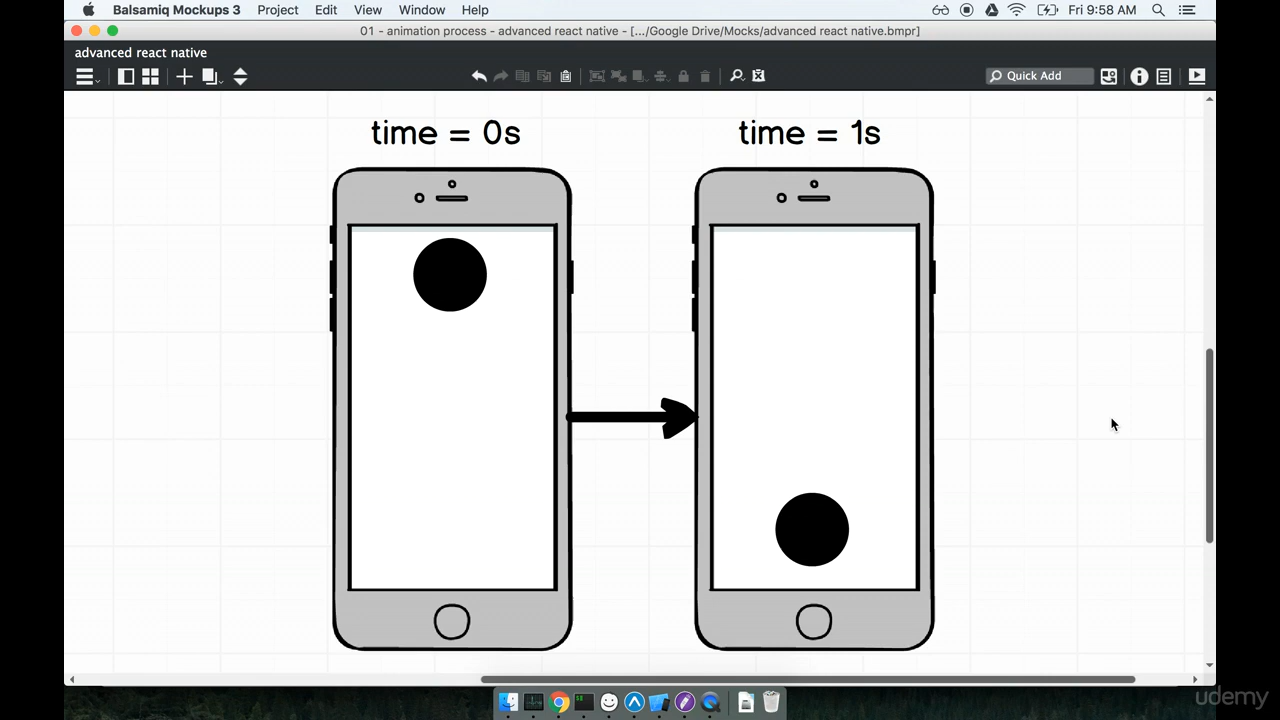 Balsamiq Mockups 3 Project Edit View Window Help Fri 9:58 AM
01 - animation process - advanced react native - [.../Google Drive/Mocks/advanced react native.bmpr]
advanced react native
Quick Add
time = 0s time = 1s
udemy